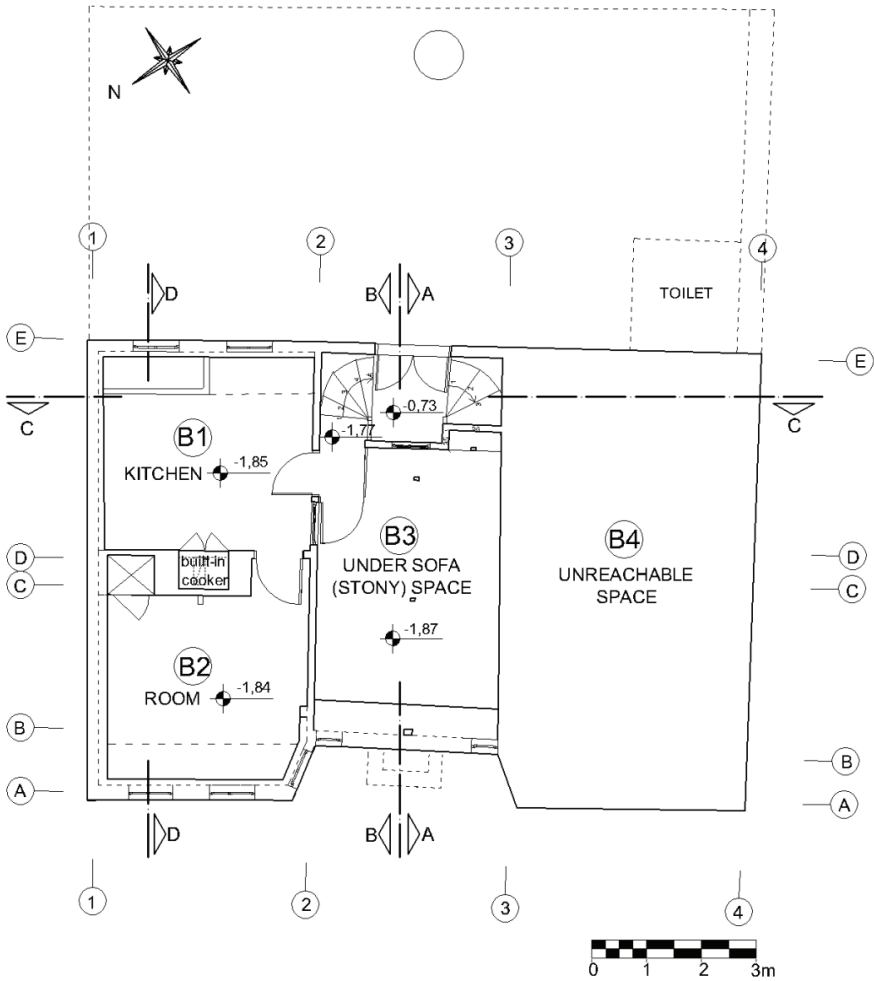 N
1
2
3
4
D
B
A
TOILET
E
E
C
C
-0,73
-1,77
B1
KITCHEN
-1,85
B3
UNDER SOFA
(STONY) SPACE
B4
UNREACHABLE
SPACE
D
C
D
C
built-in
cooker
-1,87
B2
ROOM
-1,84
B
A
B
A
D
B
A
1
2
3
4
0 1 2 3m